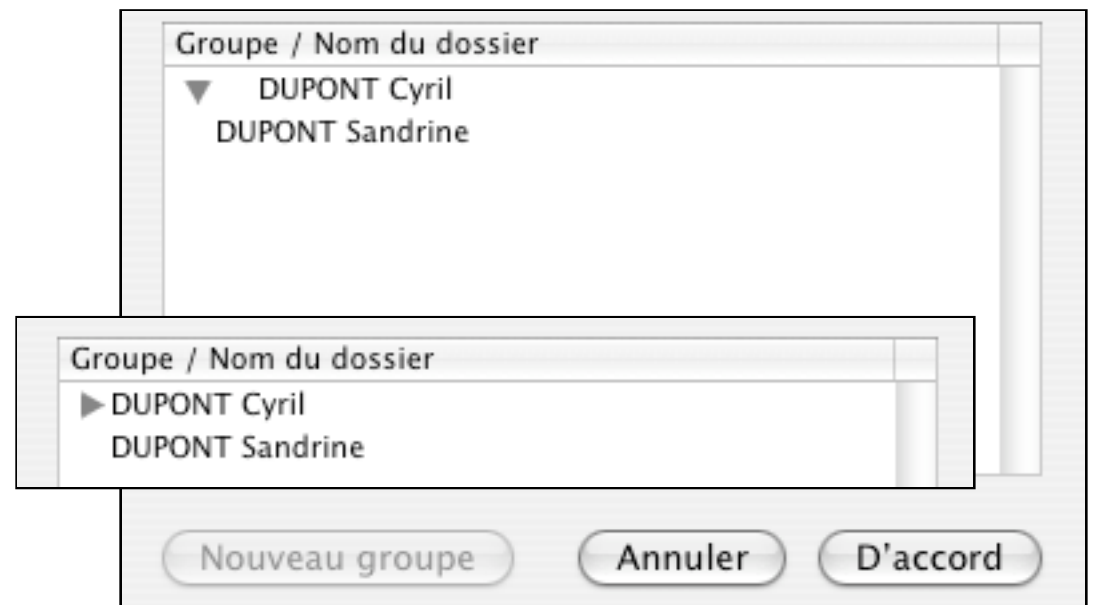 Groupe / Nom du dossier
DUPONT Cyril
DUPONT Sandrine
Groupe / Nom du dossier
DUPONT Cyril
DUPONT Sandrine
Nouveau groupe
Annuler
D'accord